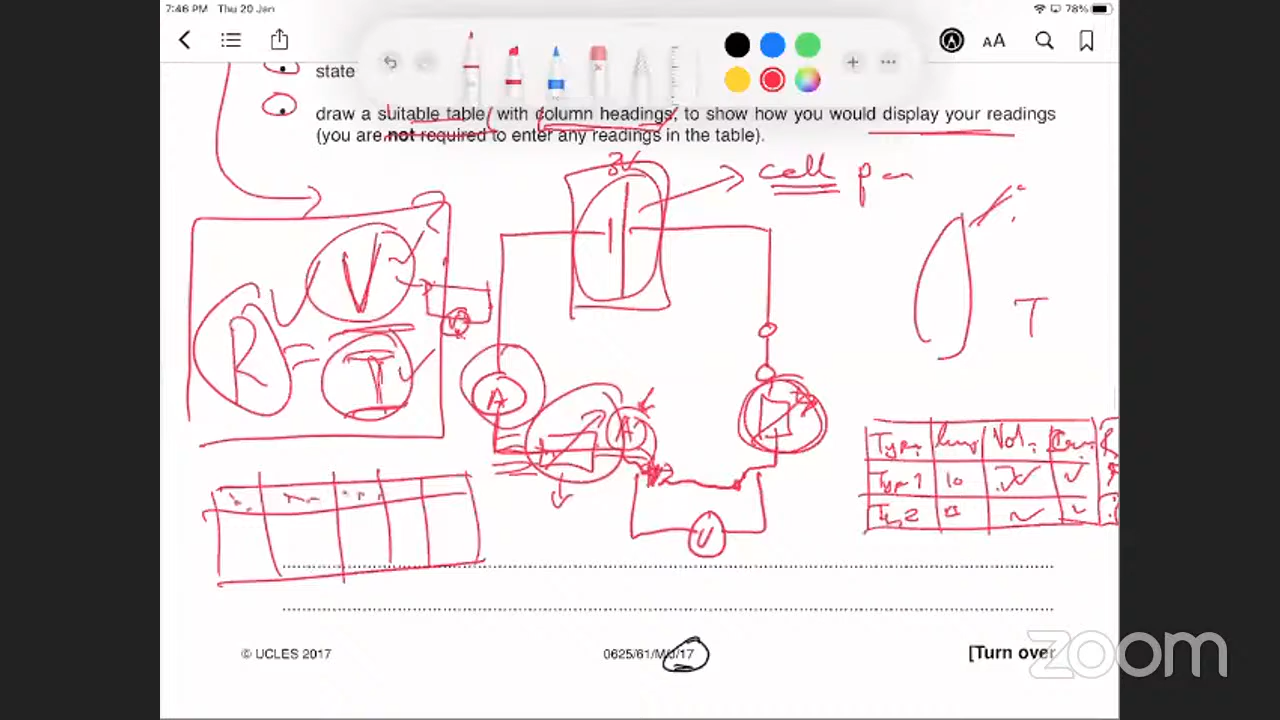 7:46 PM Thu 20 Jan
78%
AA
state
draw a suitable table, with column headings, to show how you would display your readings
(you are not required to enter any readings in the table).
3V
cell
V
R =
I
A
A
V
T
Type Vol.
Type 1 10
© UCLES 2017
0625/61/M/J/17
[Turn over
zoom